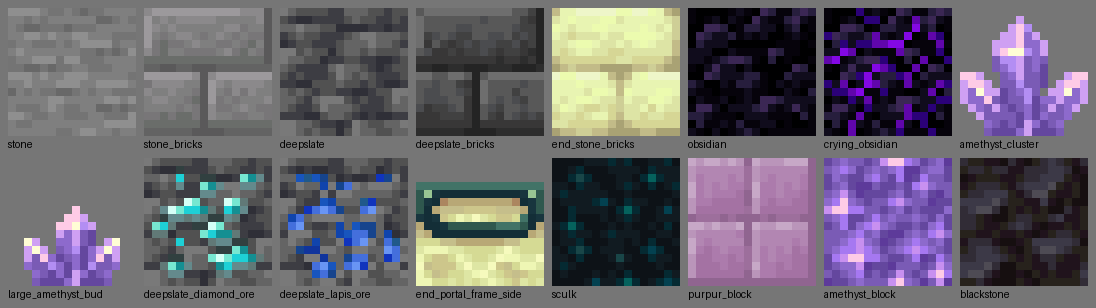 stone stone_bricks deepslate deepslate_bricks end_stone_bricks obsidian crying_obsidian amethyst_cluster
large_amethyst_bud deepslate_diamond_ore deepslate_lapis_ore end_portal_frame_side sculk purpur_block amethyst_block blackstone